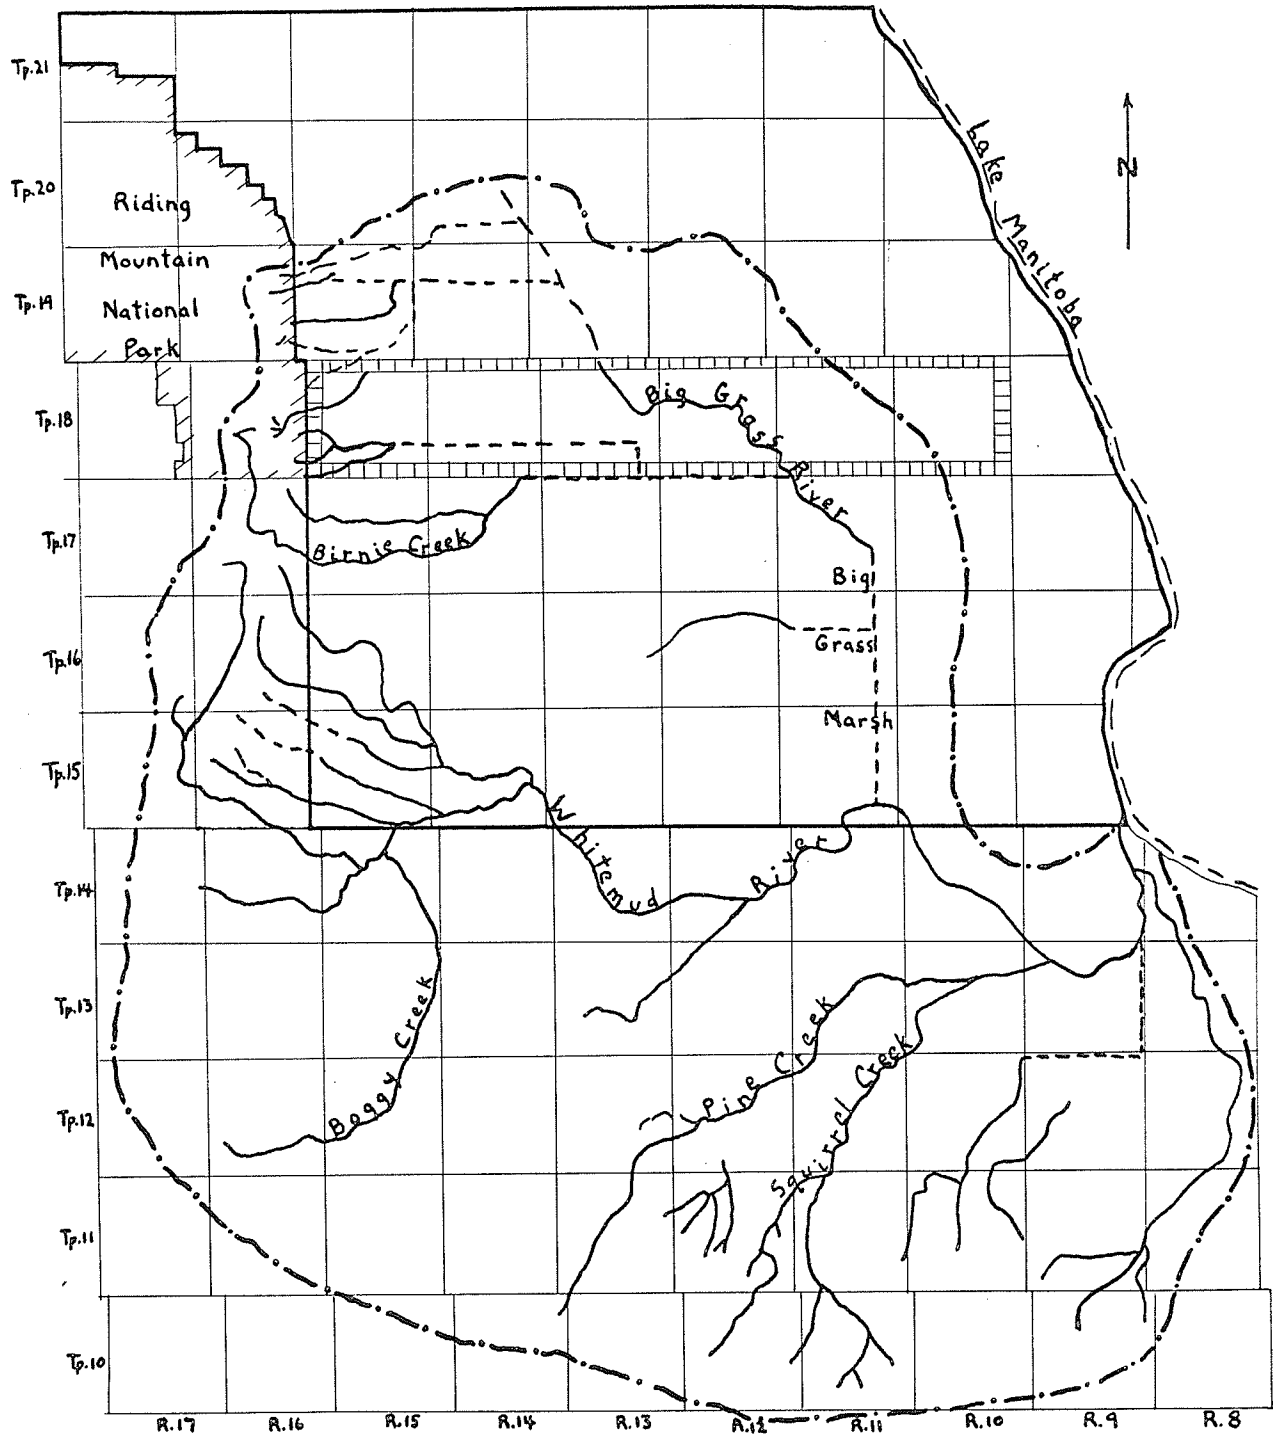 Tp.21
N
Lake Manitoba
Tp.20
Riding
Mountain
National
Park
Tp.19
Tp.18
Big Grass River
Tp.17
Birnie Creek
Big
Grass
Marsh
Tp.16
Tp.15
Whitemud River
Tp.14
Tp.13
Boggy Creek
Pine Creek
Squirrel Creek
Tp.12
Tp.11
Tp.10
R.17 R.16 R.15 R.14 R.13 R.12 R.11 R.10 R.9 R.8